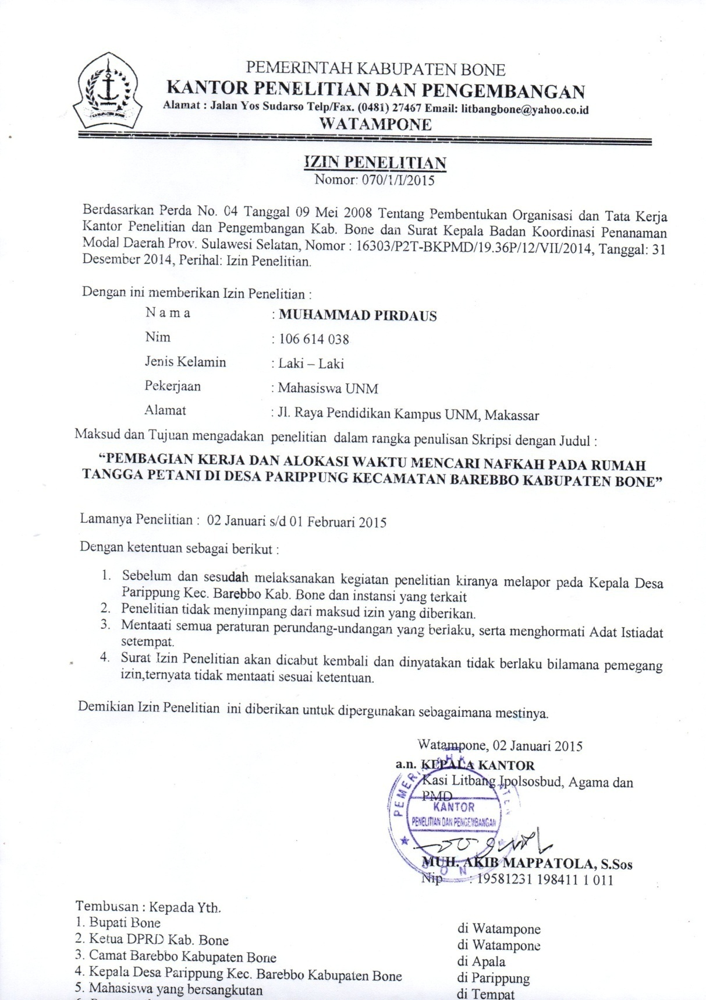 PEMERINTAH KABUPATEN BONE
KANTOR PENELITIAN DAN PENGEMBANGAN
Alamat : Jalan Yos Sudarso Telp/Fax. (0481) 27467 Email: litbangbone@yahoo.co.id
WATAMPONE
KABUPATEN BONE
IZIN PENELITIAN
Nomor: 070/1/I/2015
Berdasarkan Perda No. 04 Tanggal 09 Mei 2008 Tentang Pembentukan Organisasi dan Tata Kerja
Kantor Penelitian dan Pengembangan Kab. Bone dan Surat Kepala Badan Koordinasi Penanaman
Modal Daerah Prov. Sulawesi Selatan, Nomor : 16303/P2T-BKPMD/19.36P/12/VII/2014, Tanggal: 31
Desember 2014, Perihal: Izin Penelitian.
Dengan ini memberikan Izin Penelitian :
N a m a : MUHAMMAD PIRDAUS
Nim : 106 614 038
Jenis Kelamin : Laki – Laki
Pekerjaan : Mahasiswa UNM
Alamat : Jl. Raya Pendidikan Kampus UNM, Makassar
Maksud dan Tujuan mengadakan penelitian dalam rangka penulisan Skripsi dengan Judul :
“PEMBAGIAN KERJA DAN ALOKASI WAKTU MENCARI NAFKAH PADA RUMAH
TANGGA PETANI DI DESA PARIPPUNG KECAMATAN BAREBBO KABUPATEN BONE”
Lamanya Penelitian : 02 Januari s/d 01 Februari 2015
Dengan ketentuan sebagai berikut :
1. Sebelum dan sesudah melaksanakan kegiatan penelitian kiranya melapor pada Kepala Desa
Parippung Kec. Barebbo Kab. Bone dan instansi yang terkait
2. Penelitian tidak menyimpang dari maksud izin yang diberikan.
3. Mentaati semua peraturan perundang-undangan yang berlaku, serta menghormati Adat Istiadat
setempat.
4. Surat Izin Penelitian akan dicabut kembali dan dinyatakan tidak berlaku bilamana pemegang
izin,ternyata tidak mentaati sesuai ketentuan.
Demikian Izin Penelitian ini diberikan untuk dipergunakan sebagaimana mestinya.
Watampone, 02 Januari 2015
a.n. KEPALA KANTOR
Kasi Litbang Ipolsosbud, Agama dan
PMD
KANTOR
PENELITIAN DAN PENGEMBANGAN
BONE
MUH. AKIB MAPPATOLA, S.Sos
Nip : 19581231 198411 1 011
Tembusan : Kepada Yth.
1. Bupati Bone di Watampone
2. Ketua DPRD Kab. Bone di Watampone
3. Camat Barebbo Kabupaten Bone di Apala
4. Kepala Desa Parippung Kec. Barebbo Kabupaten Bone di Parippung
5. Mahasiswa yang bersangkutan di Tempat